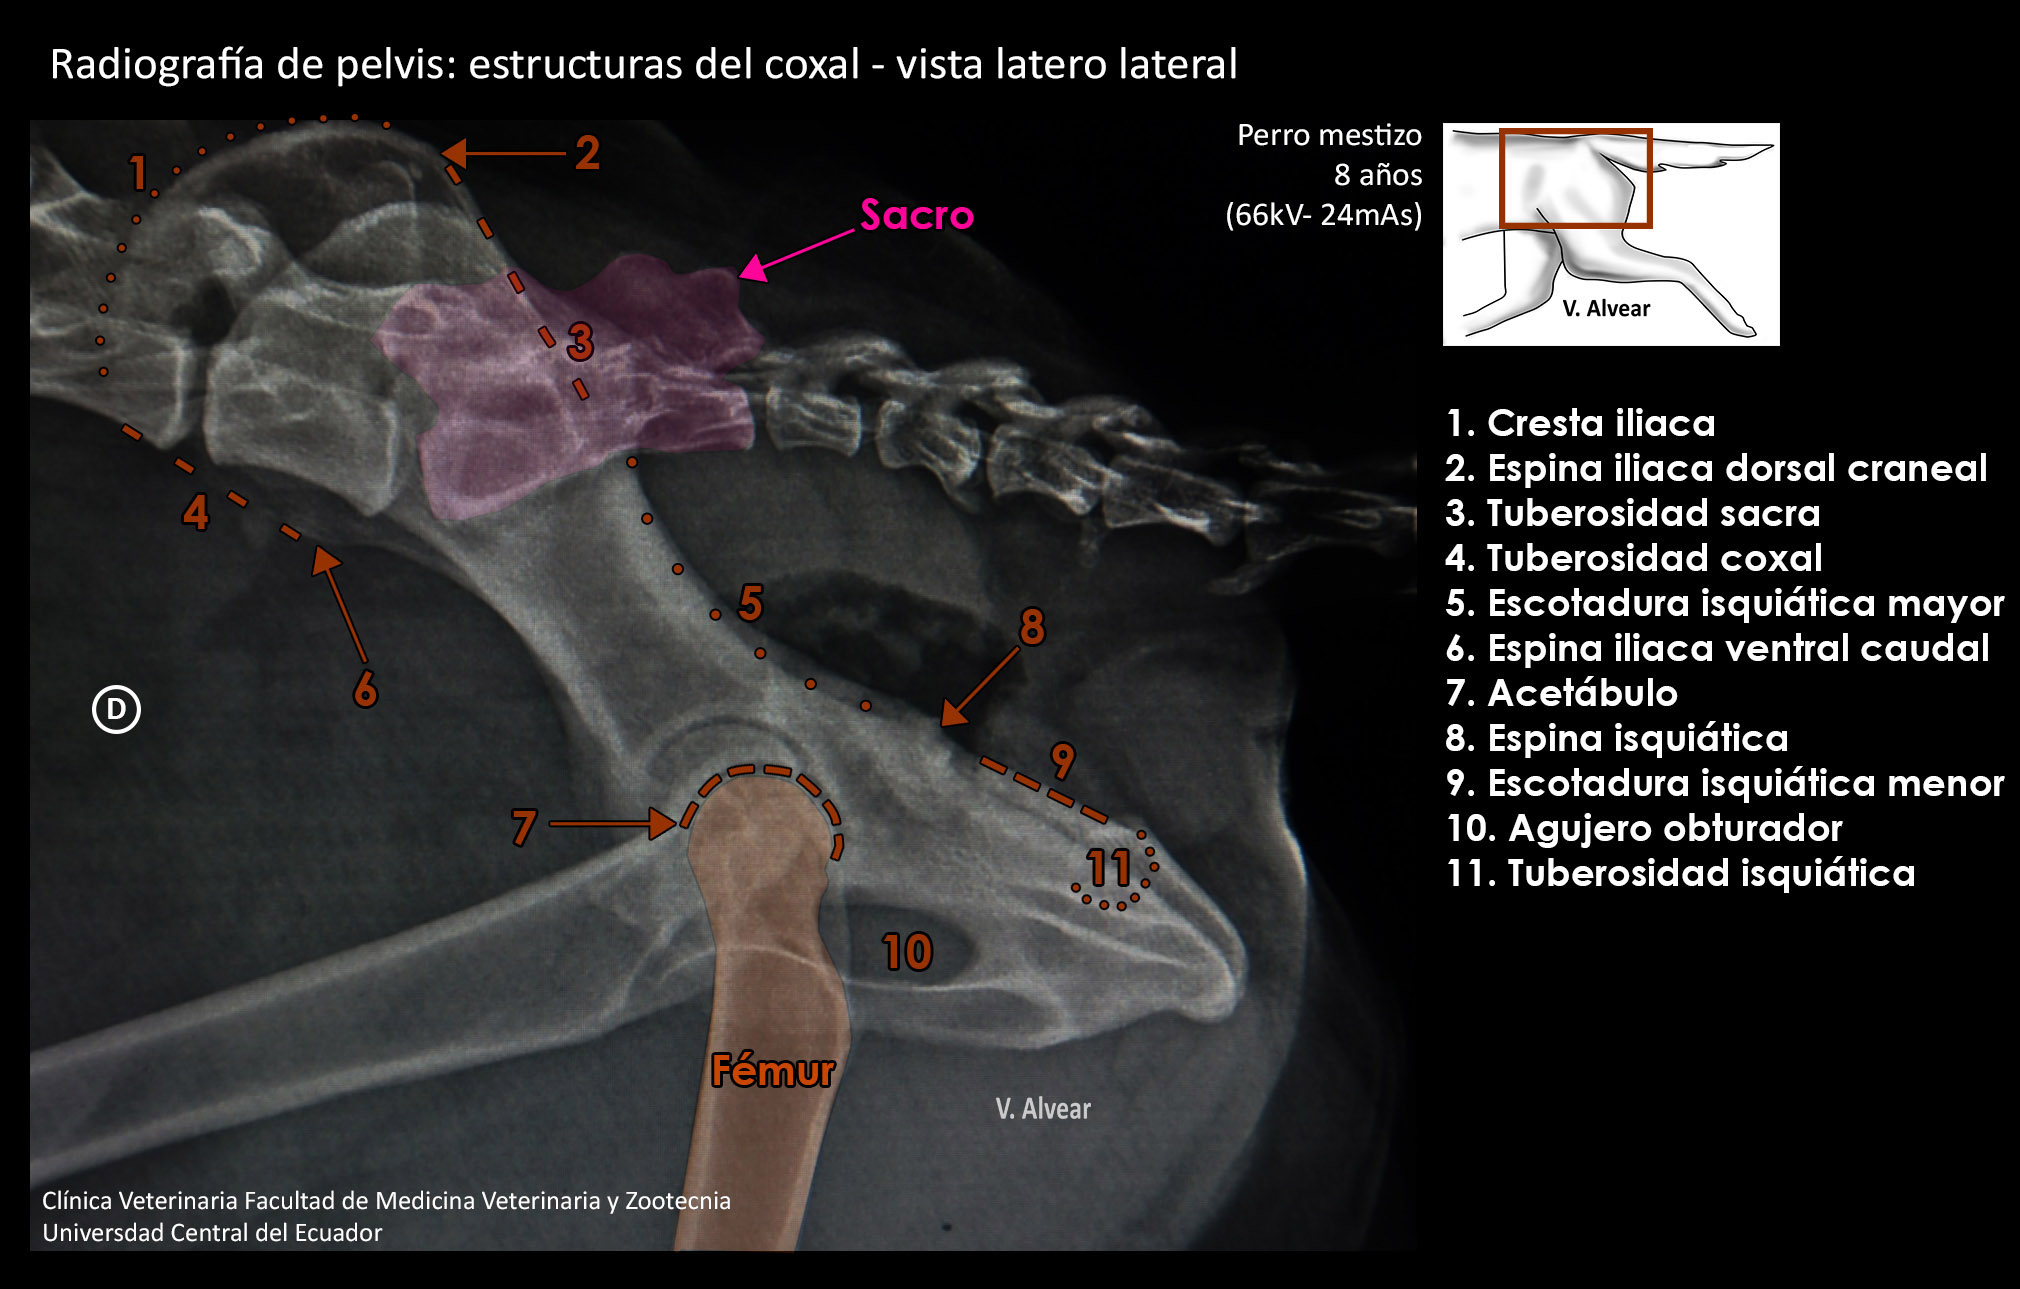 Radiografía de pelvis: estructuras del coxal - vista latero lateral
Perro mestizo
8 años
(66kV- 24mAs)
V. Alvear
1
2
Sacro
3
4
5
6
7
8
9
10
11
D
Fémur
V. Alvear
1. Cresta iliaca
2. Espina iliaca dorsal craneal
3. Tuberosidad sacra
4. Tuberosidad coxal
5. Escotadura isquiática mayor
6. Espina iliaca ventral caudal
7. Acetábulo
8. Espina isquiática
9. Escotadura isquiática menor
10. Agujero obturador
11. Tuberosidad isquiática
Clínica Veterinaria Facultad de Medicina Veterinaria y Zootecnia
Universdad Central del Ecuador